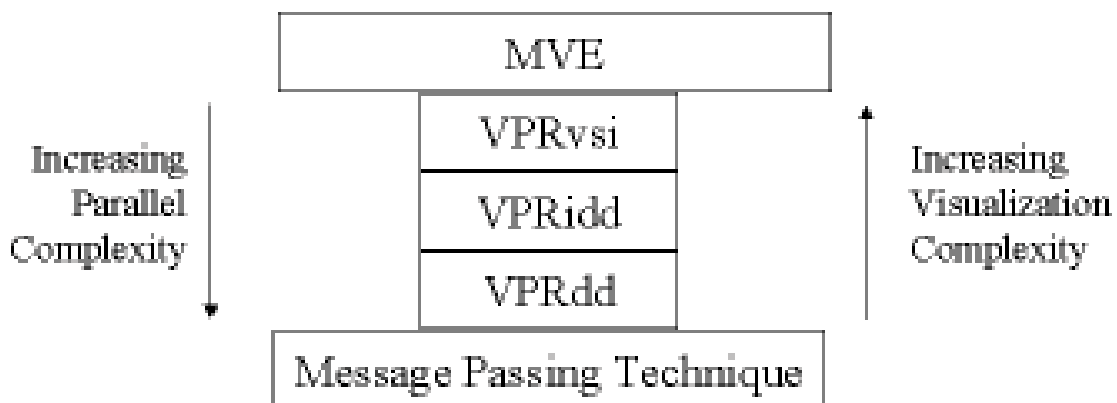 MVE
VPRvsi
VPRidd
VPRdd
Message Passing Technique
Increasing
Parallel
Complexity
Increasing
Visualization
Complexity